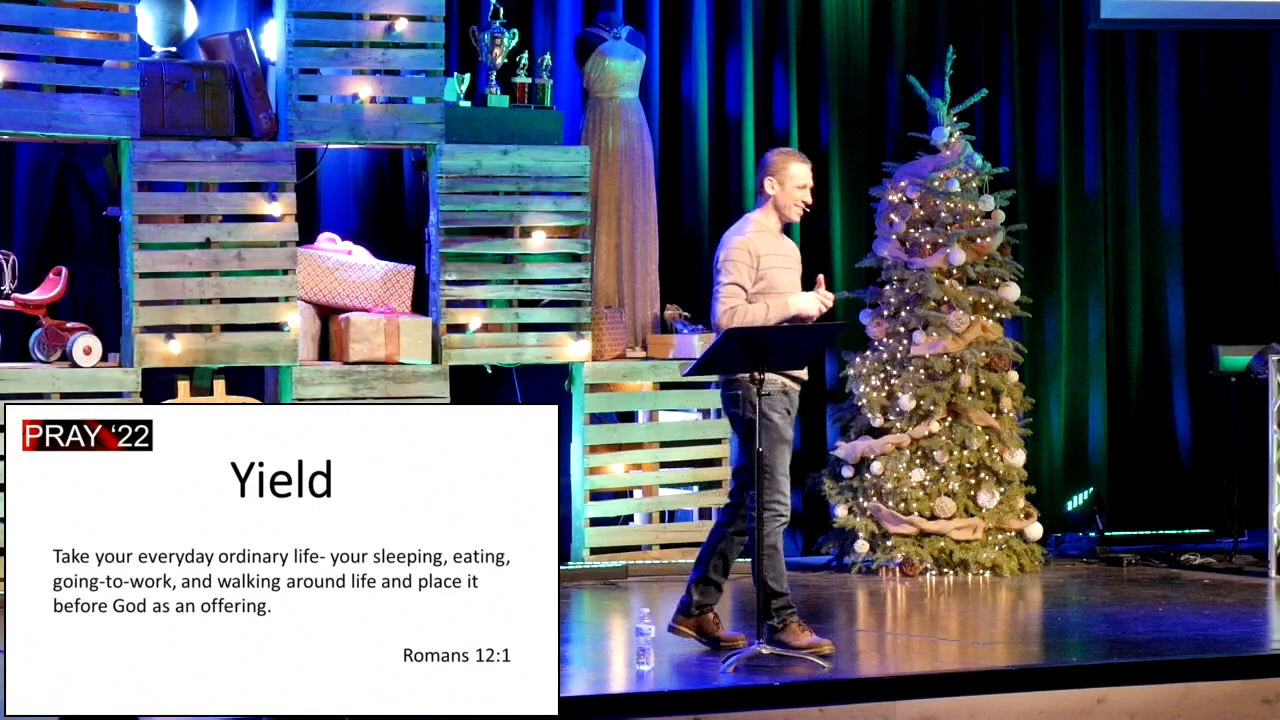 PRAY ‘22
Yield
Take your everyday ordinary life- your sleeping, eating,
going-to-work, and walking around life and place it
before God as an offering.
Romans 12:1